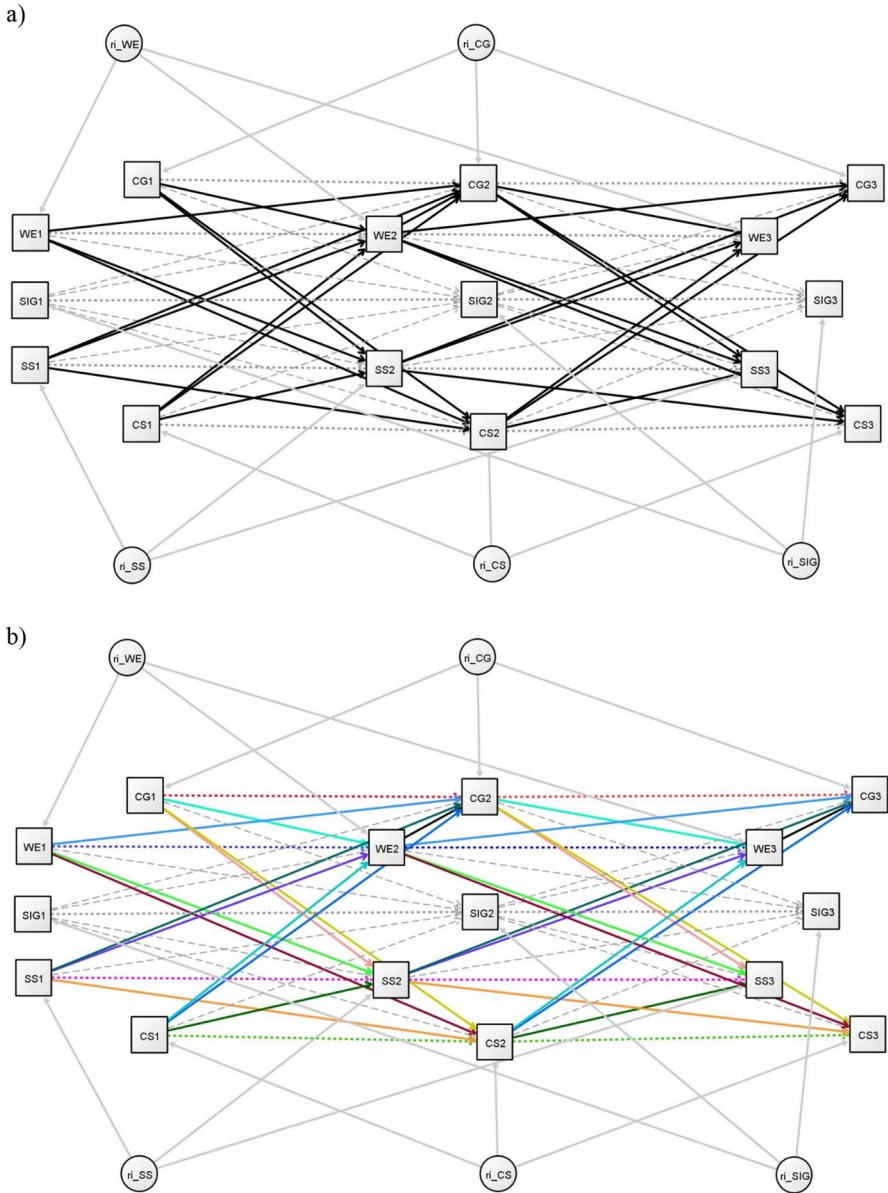 a)
ri_WE ri_CG
CG1 CG2 CG3
WE1 WE2 WE3
SIG1 SIG2 SIG3
SS1 SS2 SS3
CS1 CS2 CS3
ri_SS ri_CS ri_SIG
b)
ri_WE ri_CG
CG1 CG2 CG3
WE1 WE2 WE3
SIG1 SIG2 SIG3
SS1 SS2 SS3
CS1 CS2 CS3
ri_SS ri_CS ri_SIG